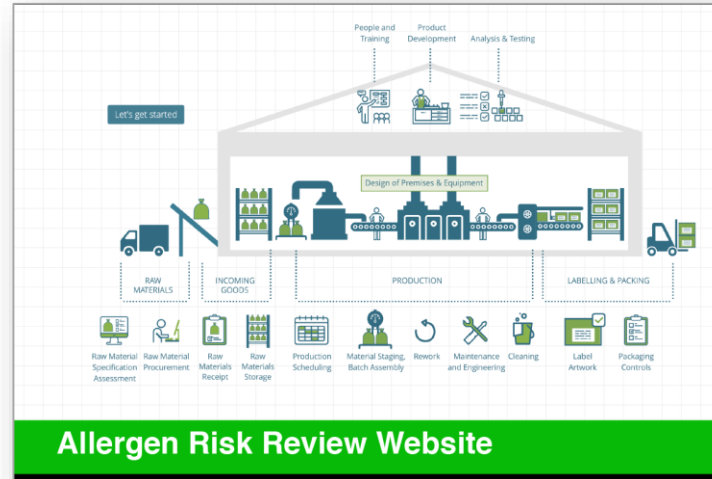 People and
Training
Product
Development
Analysis & Testing
Let's get started
Design of Premises & Equipment
RAW
MATERIALS
INCOMING
GOODS
PRODUCTION
LABELLING & PACKING
Raw Material
Specification
Assessment
Raw Material
Procurement
Raw
Materials
Receipt
Raw
Materials
Storage
Production
Scheduling
Material Staging,
Batch Assembly
Rework
Maintenance
and Engineering
Cleaning
Label
Artwork
Packaging
Controls
Allergen Risk Review Website